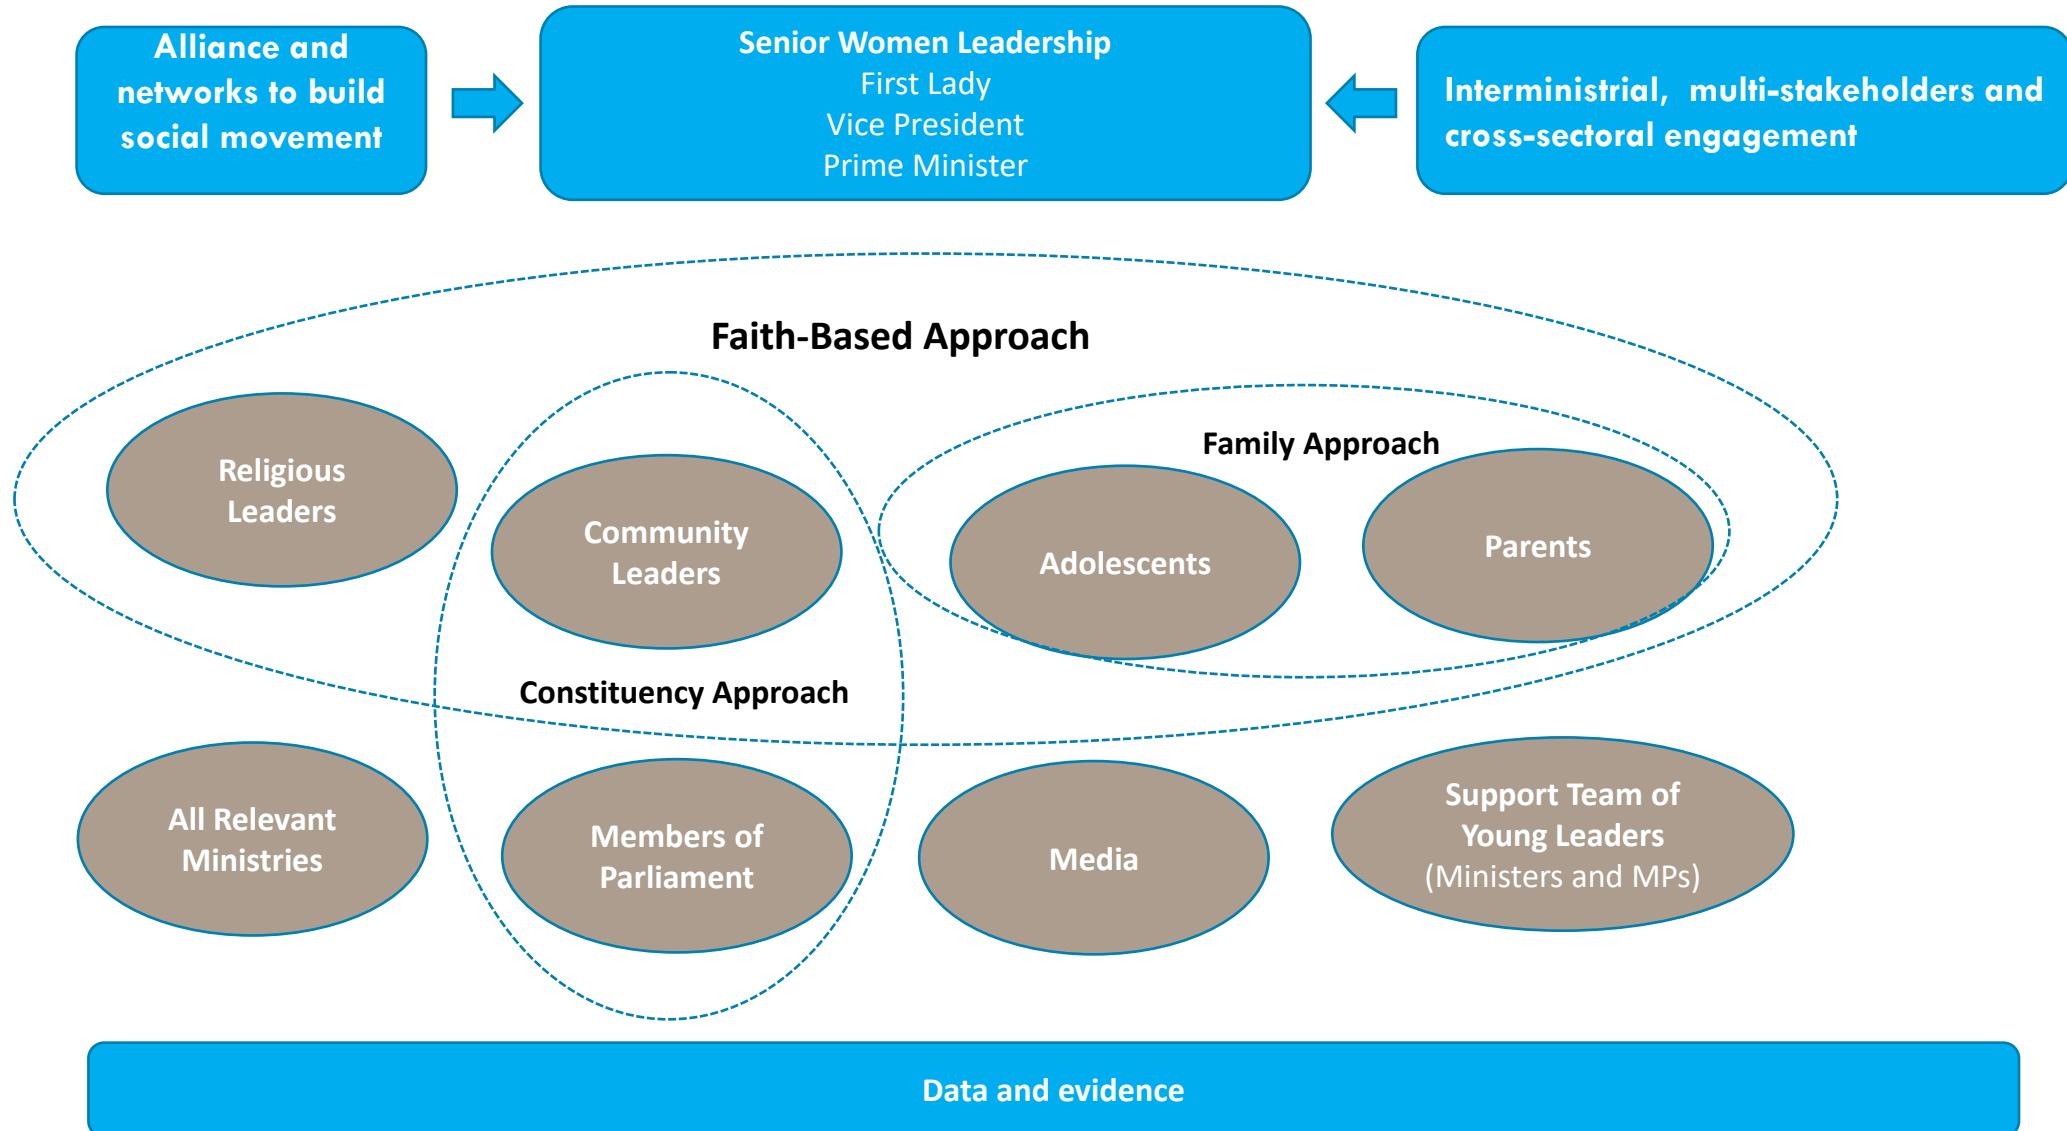 Alliance and
networks to build
social movement
Senior Women Leadership
First Lady
Vice President
Prime Minister
Interministrial, multi-stakeholders and
cross-sectoral engagement
Faith-Based Approach
Family Approach
Religious
Leaders
Community
Leaders
Adolescents
Parents
Constituency Approach
All Relevant
Ministries
Members of
Parliament
Media
Support Team of
Young Leaders
(Ministers and MPs)
Data and evidence